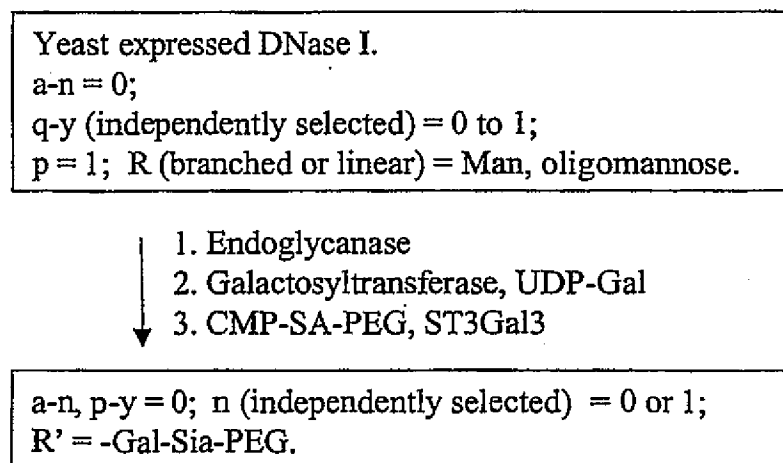 Yeast expressed DNase I.
a-n = 0;
q-y (independently selected) = 0 to 1;
p = 1; R (branched or linear) = Man, oligomannose.
1. Endoglycanase
2. Galactosyltransferase, UDP-Gal
3. CMP-SA-PEG, ST3Gal3
a-n, p-y = 0; n (independently selected) = 0 or 1;
R' = -Gal-Sia-PEG.